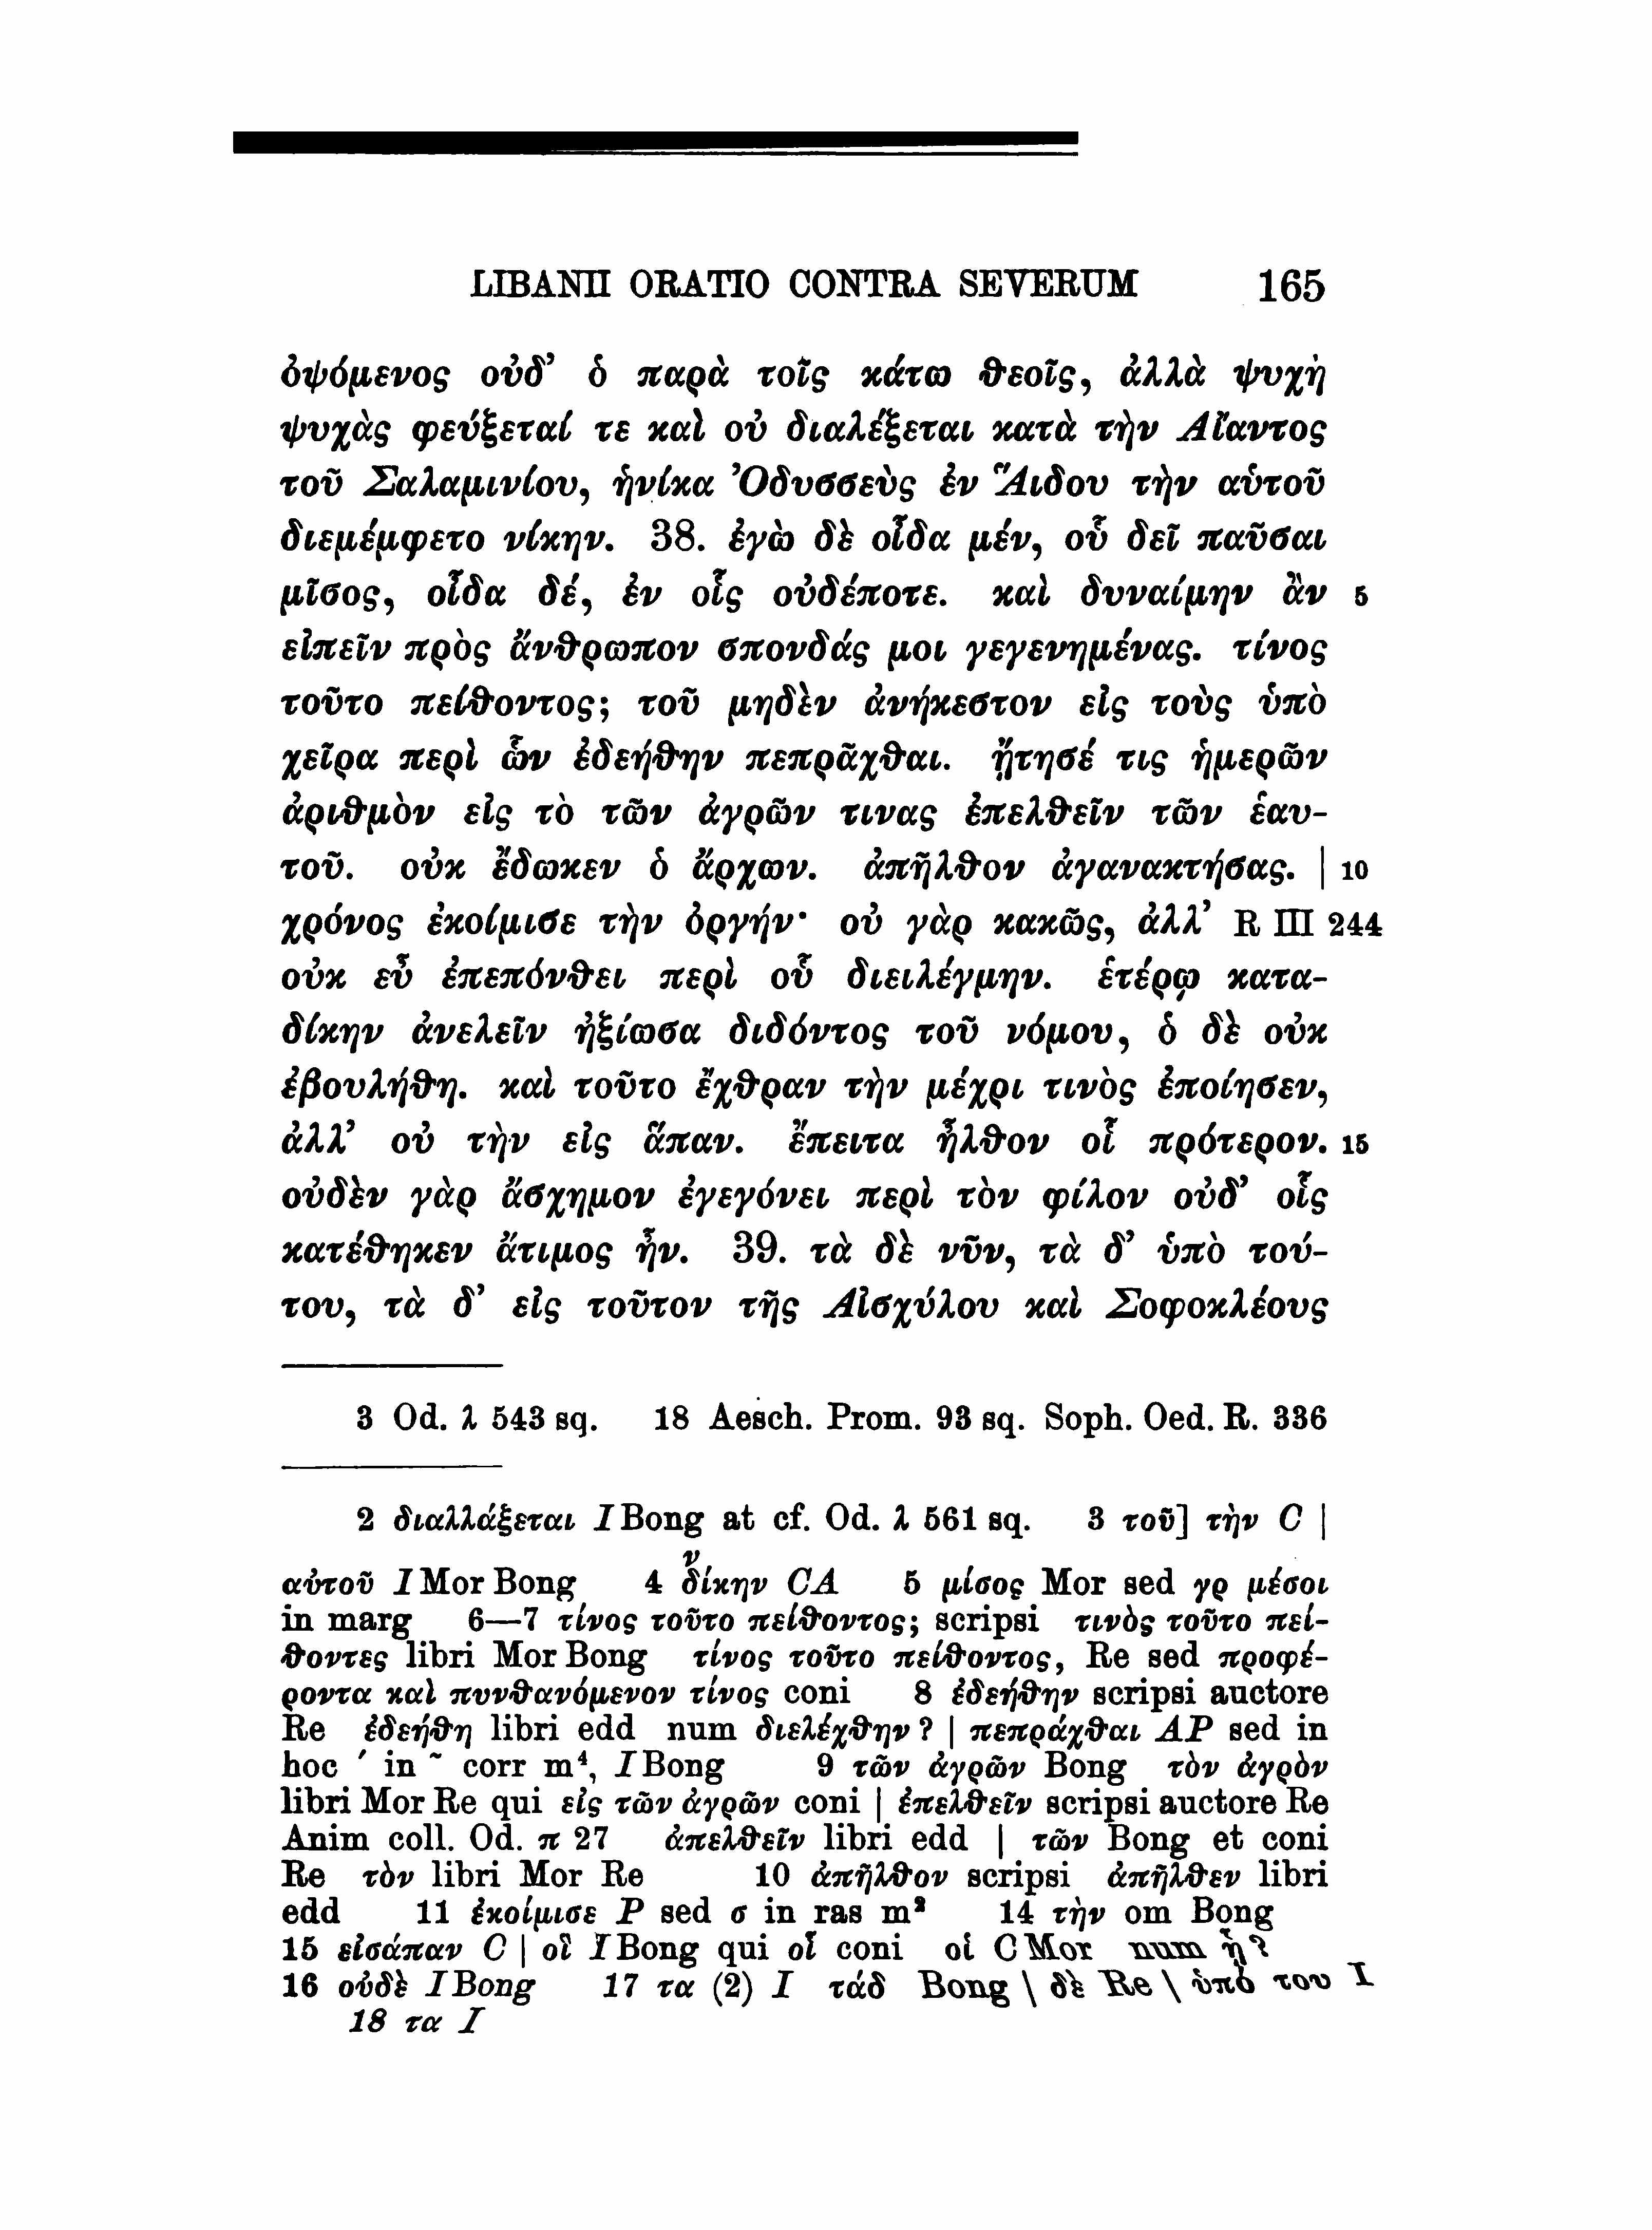 LIBANII ORATIO CONTRA SEVERUM 165
ὀψόμενος οὐδ’ ὁ παρὰ τοῖς κάτω θεοῖς, ἀλλὰ ψυχὴ
ψυχὰς φεύξεταί τε καὶ οὐ διαλέξεται κατὰ τὴν Αἴαντος
τοῦ Σαλαμινίου, ἡνίκα Ὀδυσσεὺς ἐν Ἅιδου τὴν αὑτοῦ
διεμέμφετο νίκην. 38. ἐγὼ δὲ οἶδα μέν, οὗ δεῖ παῦσαι
μῖσος, οἶδα δέ, ἐν οἷς οὐδέποτε. καὶ δυναίμην ἂν 5
εἰπεῖν πρὸς ἄνθρωπον σπονδάς μοι γεγενημένας. τίνος
τοῦτο πείθοντος; τοῦ μηδὲν ἀνήκεστον εἰς τοὺς ὑπὸ
χεῖρα περὶ ὧν ἐδεήθην πεπρᾶχθαι. ᾔτησέ τις ἡμερῶν
ἀριθμὸν εἰς τὸ τῶν ἀγρῶν τινας ἐπελθεῖν τῶν ἑαυ-
τοῦ. οὐκ ἔδωκεν ὁ ἄρχων. ἀπῆλθον ἀγανακτήσας. | 10
χρόνος ἐκοίμισε τὴν ὀργήν· οὐ γὰρ κακῶς, ἀλλ’ R III 244
οὐκ εὖ ἐπεπόνθει περὶ οὗ διειλέγμην. ἑτέρῳ κατα-
δίκην ἀνελεῖν ἠξίωσα διδόντος τοῦ νόμου, ὁ δὲ οὐκ
ἐβουλήθη. καὶ τοῦτο ἔχθραν τὴν μέχρι τινὸς ἐποίησεν,
ἀλλ’ οὐ τὴν εἰς ἅπαν. ἔπειτα ἦλθον οἷ πρότερον. 15
οὐδὲν γὰρ ἄσχημον ἐγεγόνει περὶ τὸν φίλον οὐδ’ οἷς
κατέθηκεν ἄτιμος ἦν. 39. τὰ δὲ νῦν, τὰ δ’ ὑπὸ τού-
του, τὰ δ’ εἰς τοῦτον τῆς Αἰσχύλου καὶ Σοφοκλέους
3 Od. λ 543 sq. 18 Aesch. Prom. 93 sq. Soph. Oed. R. 336
2 διαλλάξεται I Bong at cf. Od. λ 561 sq. 3 τοῦ] τὴν C |
αὐτοῦ I Mor Bong 4 δίκην CA 5 μίσος Mor sed γρ μέσοι
in marg 6—7 τίνος τοῦτο πείθοντος; scripsi τινὸς τοῦτο πεί-
θοντες libri Mor Bong τίνος τοῦτο πείθοντος, Re sed προφέ-
ροντα καὶ πυνθανόμενον τίνος coni 8 ἐδεήθην scripsi auctore
Re ἐδεήθη libri edd num διελέχθην? | πεπράχθαι AP sed in
hoc ´ in ῀ corr m⁴, I Bong 9 τῶν ἀγρῶν Bong τὸν ἀγρὸν
libri Mor Re qui εἰς τῶν ἀγρῶν coni | ἐπελθεῖν scripsi auctore Re
Anim coll. Od. π 27 ἀπελθεῖν libri edd | τῶν Bong et coni
Re τὸν libri Mor Re 10 ἀπῆλθον scripsi ἀπῆλθεν libri
edd 11 ἐκοίμισε P sed σ in ras m² 14 τὴν om Bong
15 εἰσάπαν C | οἳ I Bong qui οἷ coni οἱ C Mor num ᾗ?
16 οὐδὲ I Bong 17 τα (2) I τάδ Bong | δὲ Re | ὑπὸ του I
18 τα I